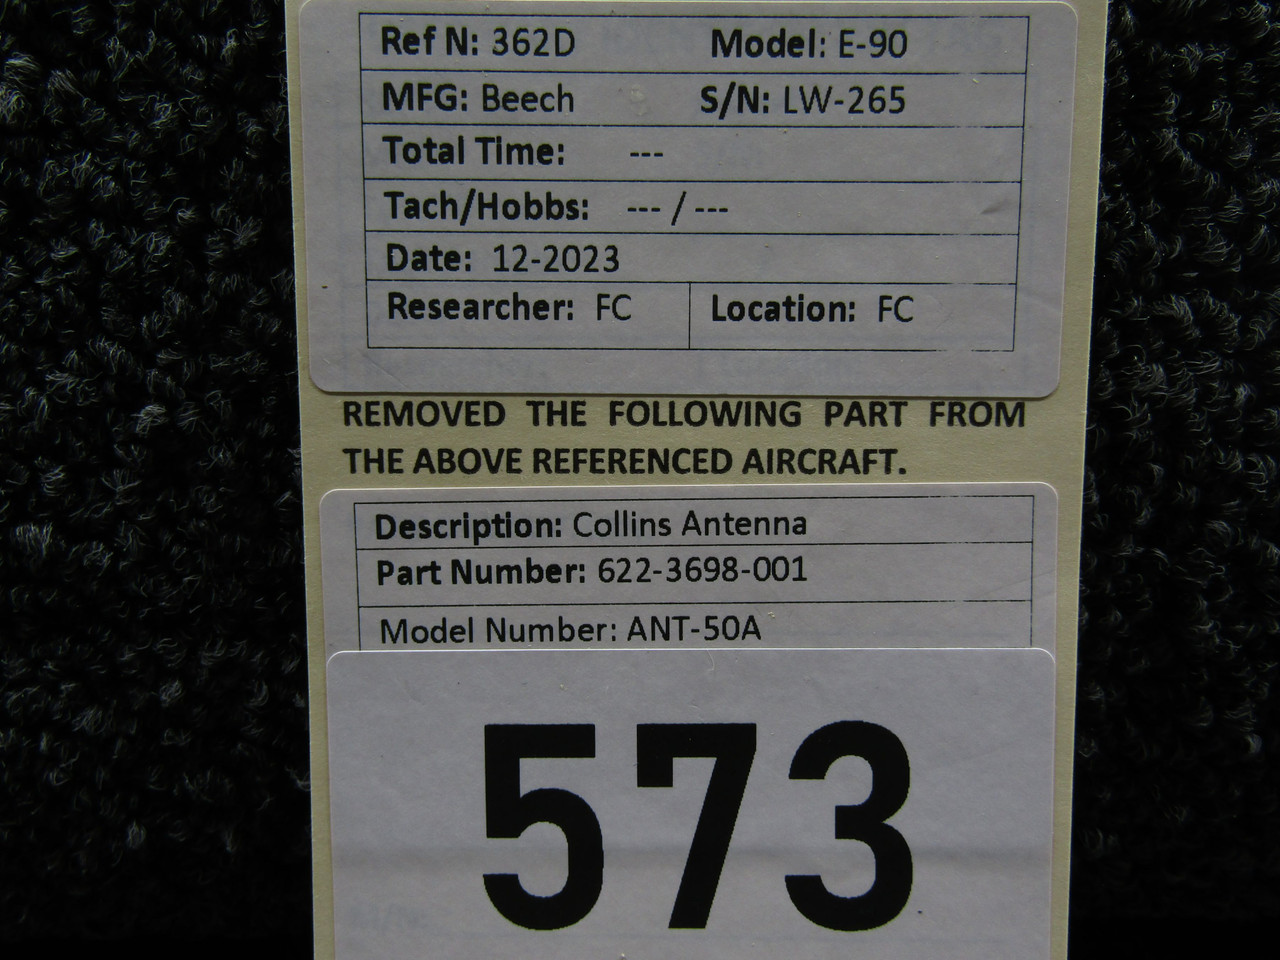 Ref N: 362D Model: E-90
MFG: Beech S/N: LW-265
Total Time: ---
Tach/Hobbs: --- / ---
Date: 12-2023
Researcher: FC Location: FC
REMOVED THE FOLLOWING PART FROM
THE ABOVE REFERENCED AIRCRAFT.
Description: Collins Antenna
Part Number: 622-3698-001
Model Number: ANT-50A
573